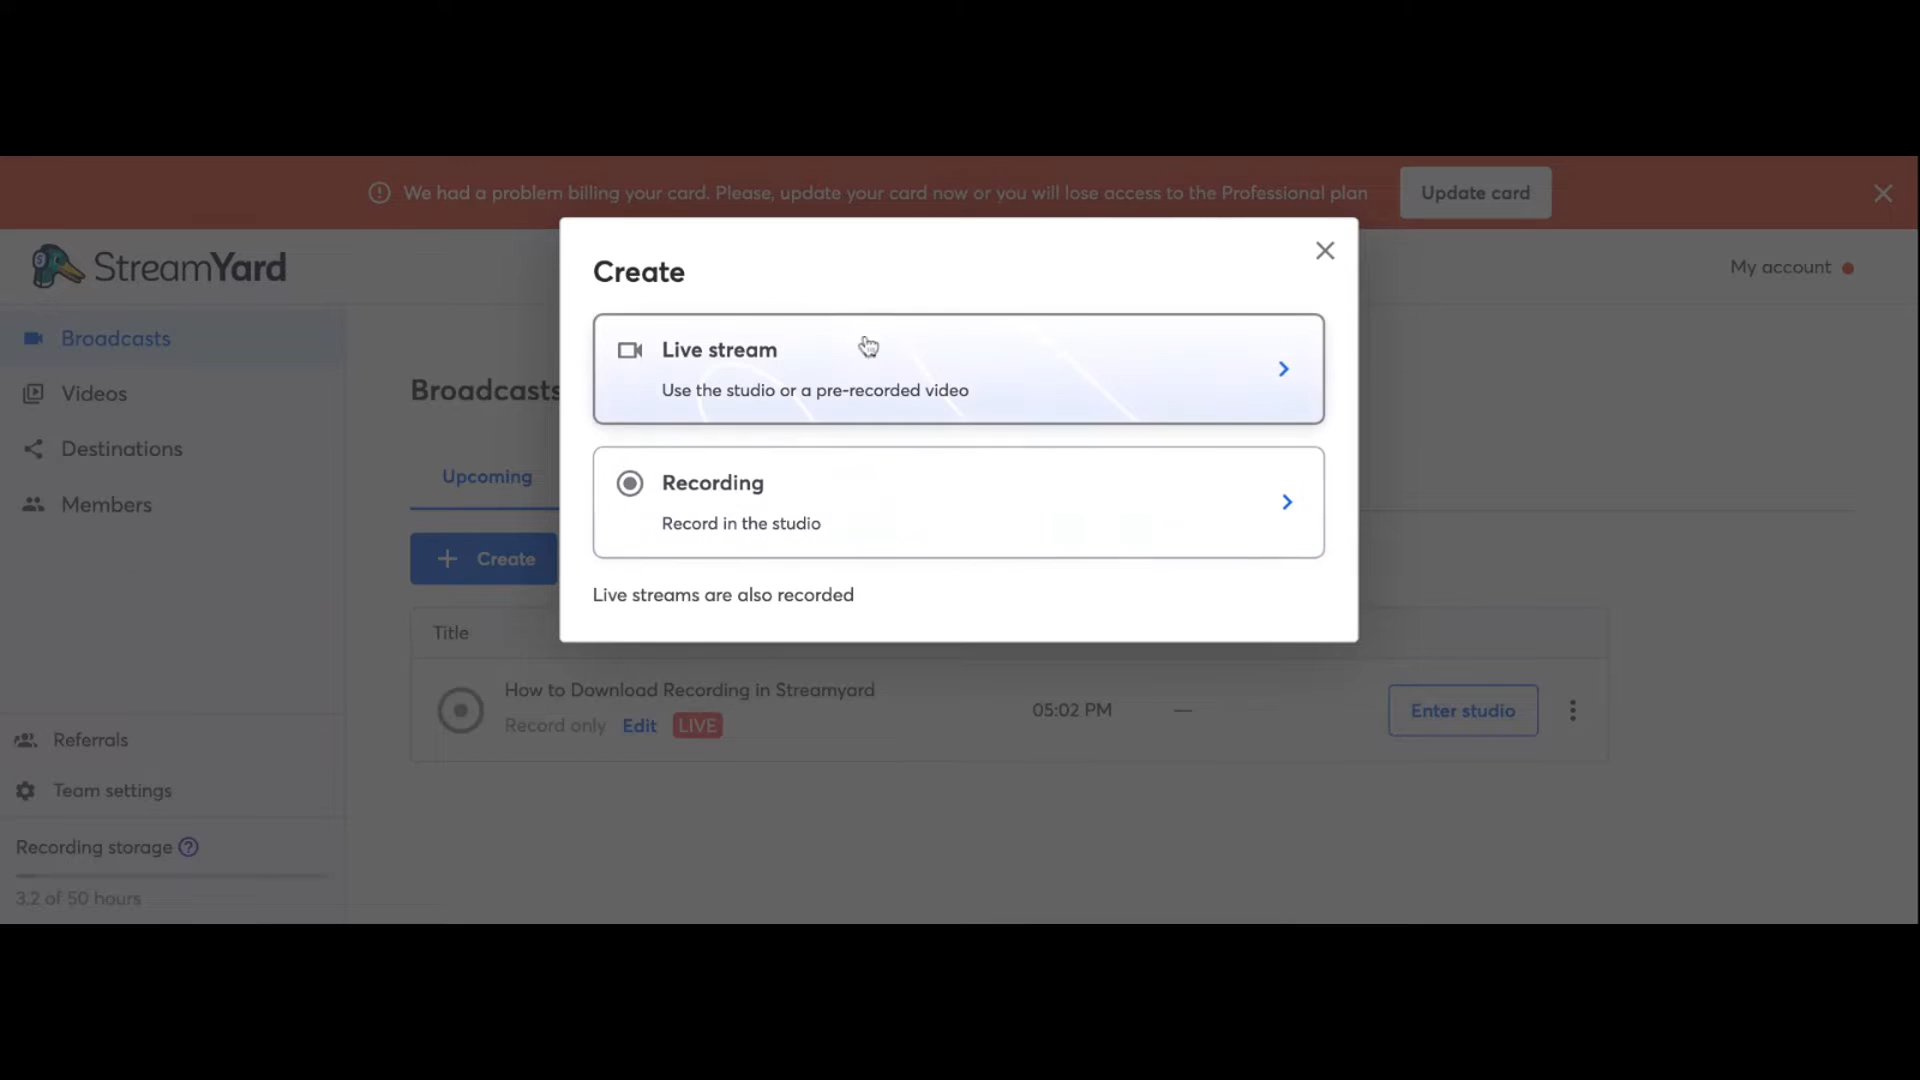 We had a problem billing your card. Please, update your card now or you will lose access to the Professional plan
Update card
StreamYard
My account
Broadcasts
Videos
Destinations
Members
Referrals
Team settings
Recording storage
3.2 of 50 hours
Broadcasts
Upcoming
Create
Title
How to Download Recording in Streamyard
Record only Edit LIVE
05:02 PM
—
Enter studio
Create
Live stream
Use the studio or a pre-recorded video
Recording
Record in the studio
Live streams are also recorded